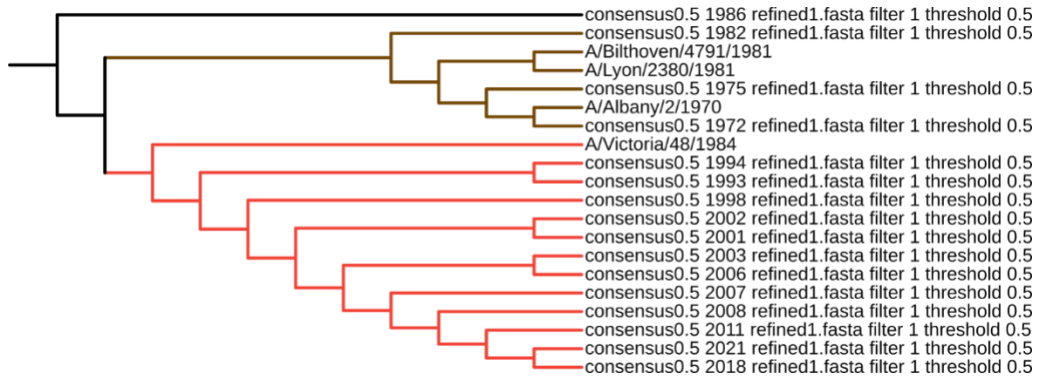 consensus0.5 1986 refined1.fasta filter 1 threshold 0.5
consensus0.5 1982 refined1.fasta filter 1 threshold 0.5
A/Bilthoven/4791/1981
A/Lyon/2380/1981
consensus0.5 1975 refined1.fasta filter 1 threshold 0.5
A/Albany/2/1970
consensus0.5 1972 refined1.fasta filter 1 threshold 0.5
A/Victoria/48/1984
consensus0.5 1994 refined1.fasta filter 1 threshold 0.5
consensus0.5 1993 refined1.fasta filter 1 threshold 0.5
consensus0.5 1998 refined1.fasta filter 1 threshold 0.5
consensus0.5 2002 refined1.fasta filter 1 threshold 0.5
consensus0.5 2001 refined1.fasta filter 1 threshold 0.5
consensus0.5 2003 refined1.fasta filter 1 threshold 0.5
consensus0.5 2006 refined1.fasta filter 1 threshold 0.5
consensus0.5 2007 refined1.fasta filter 1 threshold 0.5
consensus0.5 2008 refined1.fasta filter 1 threshold 0.5
consensus0.5 2011 refined1.fasta filter 1 threshold 0.5
consensus0.5 2021 refined1.fasta filter 1 threshold 0.5
consensus0.5 2018 refined1.fasta filter 1 threshold 0.5